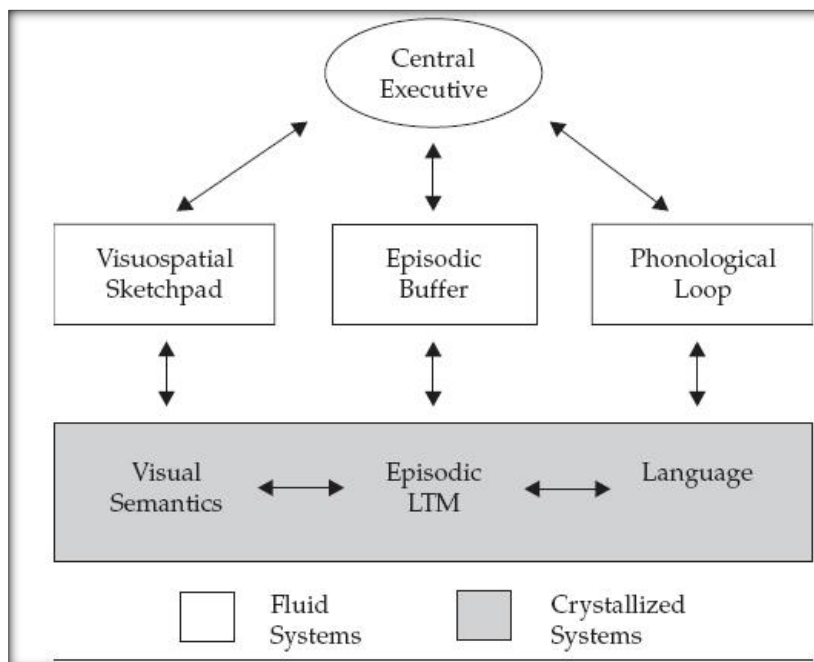 Central
Executive
Visuospatial
Sketchpad
Episodic
Buffer
Phonological
Loop
Visual
Semantics
Episodic
LTM
Language
Fluid
Systems
Crystallized
Systems